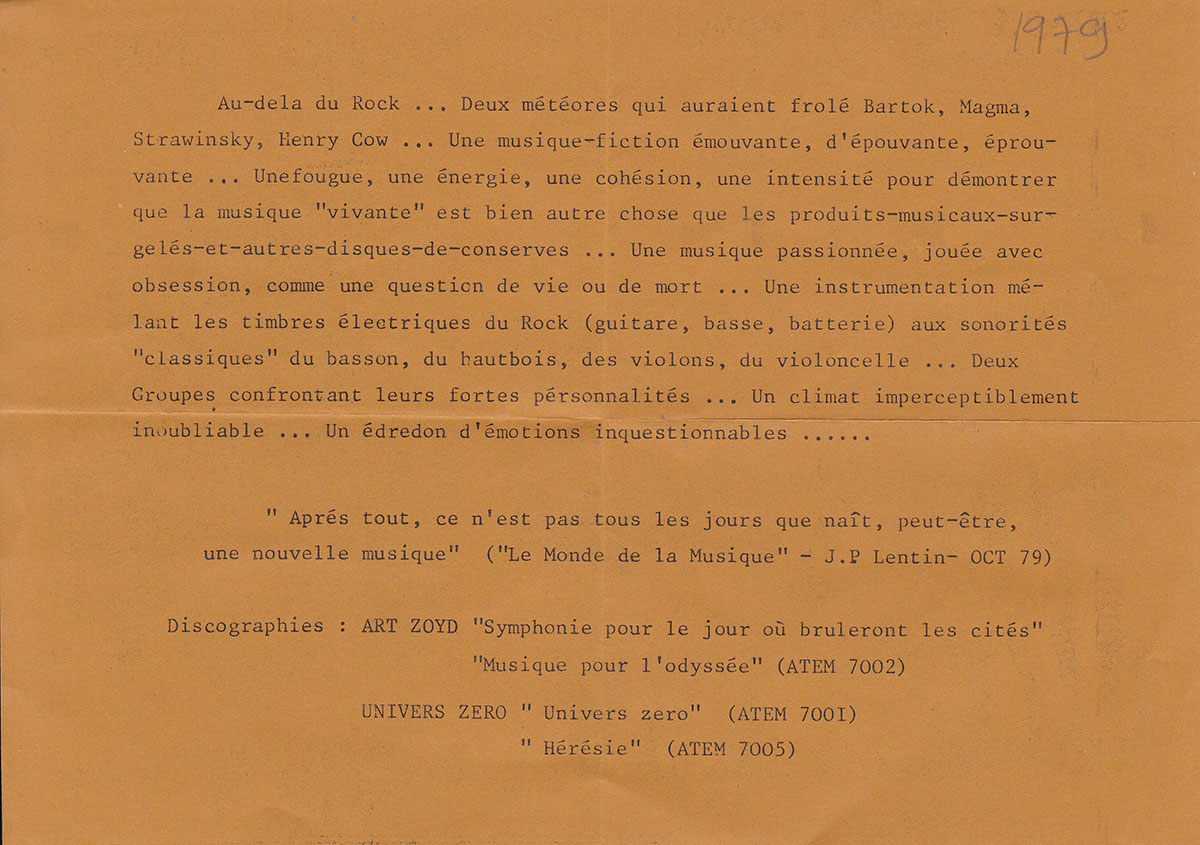 1979
Au-dela du Rock ... Deux météores qui auraient frolé Bartok, Magma,
Strawinsky, Henry Cow ... Une musique-fiction émouvante, d'épouvante, éprou-
vante ... Unefougue, une énergie, une cohésion, une intensité pour démontrer
que la musique "vivante" est bien autre chose que les produits-musicaux-sur-
gelés-et-autres-disques-de-conserves ... Une musique passionnée, jouée avec
obsession, comme une question de vie ou de mort ... Une instrumentation mé-
lant les timbres électriques du Rock (guitare, basse, batterie) aux sonorités
"classiques" du basson, du hautbois, des violons, du violoncelle ... Deux
Groupes confrontant leurs fortes pérsonnalités ... Un climat imperceptiblement
inoubliable ... Un édredon d'émotions inquestionnables ......
" Aprés tout, ce n'est pas tous les jours que naît, peut-être,
une nouvelle musique" ("Le Monde de la Musique" - J.P Lentin- OCT 79)
Discographies : ART ZOYD "Symphonie pour le jour où bruleront les cités"
"Musique pour l'odyssée" (ATEM 7002)
UNIVERS ZERO " Univers zero" (ATEM 700I)
" Hérésie" (ATEM 7005)